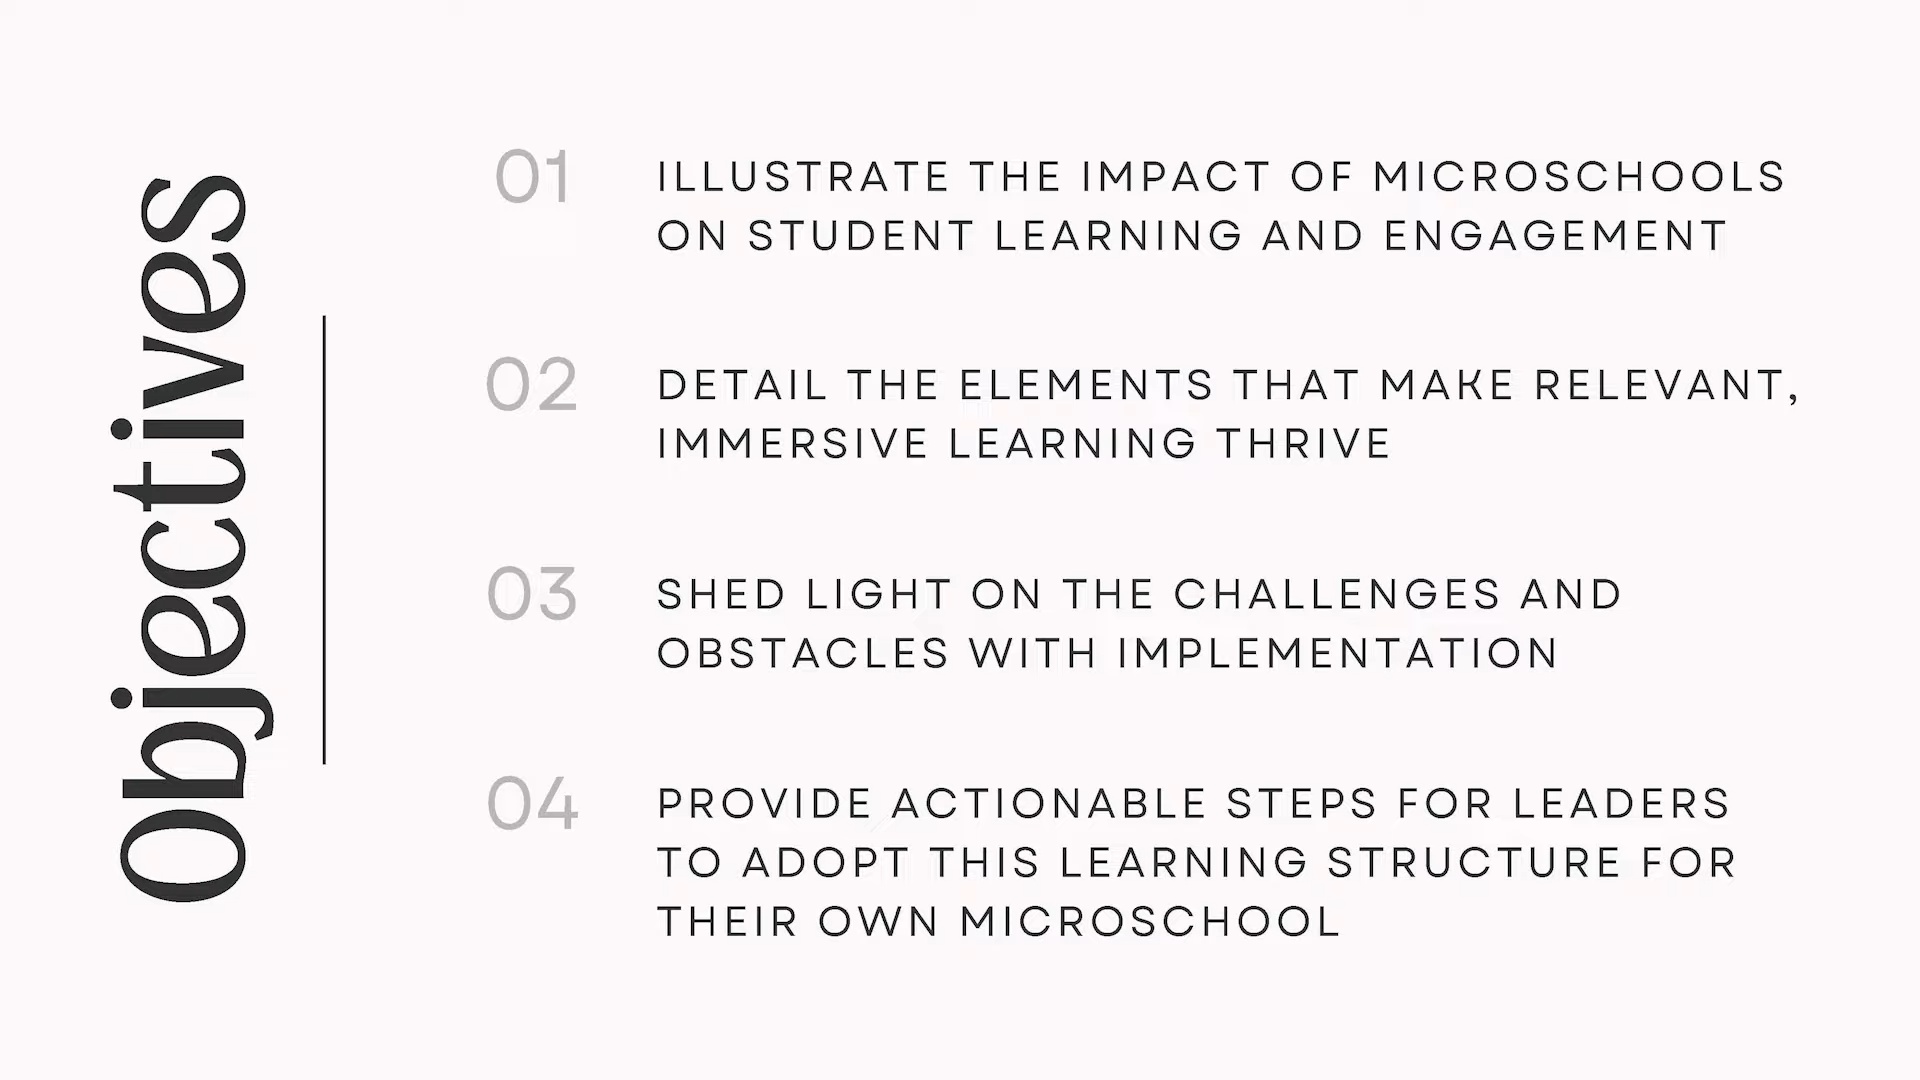 Objectives
01
ILLUSTRATE THE IMPACT OF MICROSCHOOLS
ON STUDENT LEARNING AND ENGAGEMENT
02
DETAIL THE ELEMENTS THAT MAKE RELEVANT,
IMMERSIVE LEARNING THRIVE
03
SHED LIGHT ON THE CHALLENGES AND
OBSTACLES WITH IMPLEMENTATION
04
PROVIDE ACTIONABLE STEPS FOR LEADERS
TO ADOPT THIS LEARNING STRUCTURE FOR
THEIR OWN MICROSCHOOL